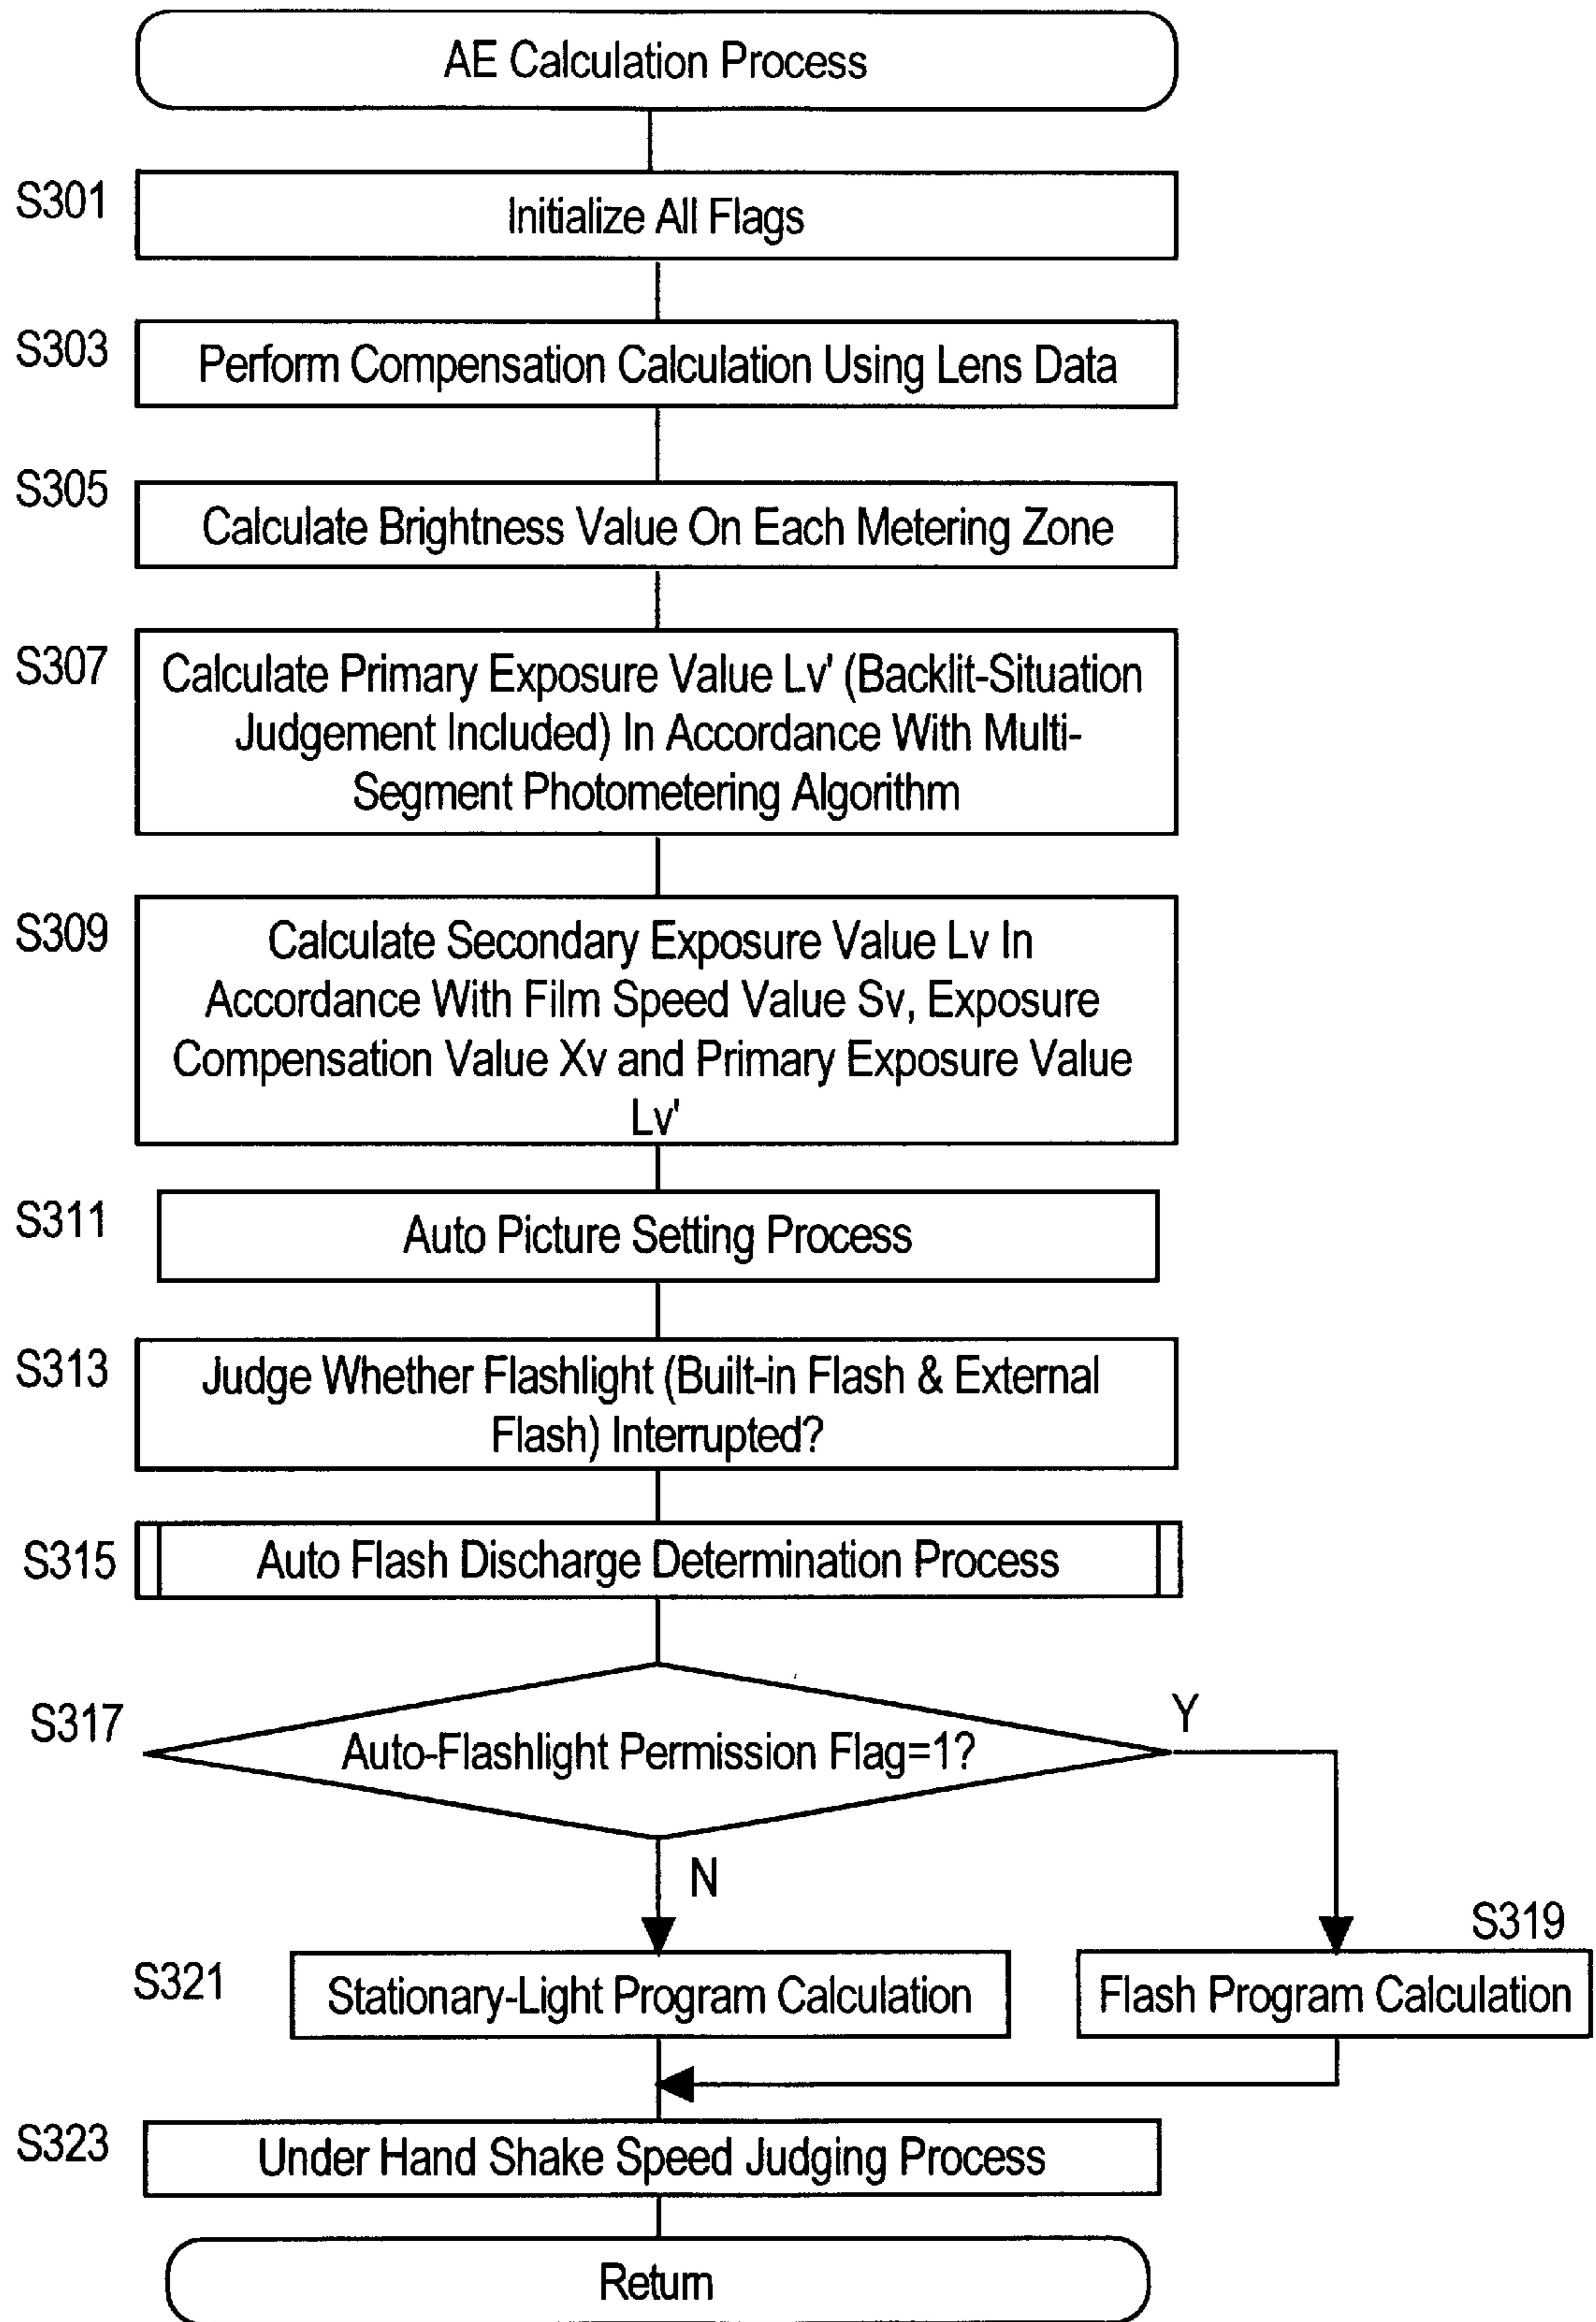 AE Calculation Process
S301
Initialize All Flags
S303
Perform Compensation Calculation Using Lens Data
S305
Calculate Brightness Value On Each Metering Zone
S307
Calculate Primary Exposure Value Lv' (Backlit-Situation
Judgement Included) In Accordance With Multi-
Segment Photometering Algorithm
S309
Calculate Secondary Exposure Value Lv In
Accordance With Film Speed Value Sv, Exposure
Compensation Value Xv and Primary Exposure Value
Lv'
S311
Auto Picture Setting Process
S313
Judge Whether Flashlight (Built-in Flash & External
Flash) Interrupted?
S315
Auto Flash Discharge Determination Process
S317
Auto-Flashlight Permission Flag=1?
Y
N
S319
S321
Stationary-Light Program Calculation
Flash Program Calculation
S323
Under Hand Shake Speed Judging Process
Return